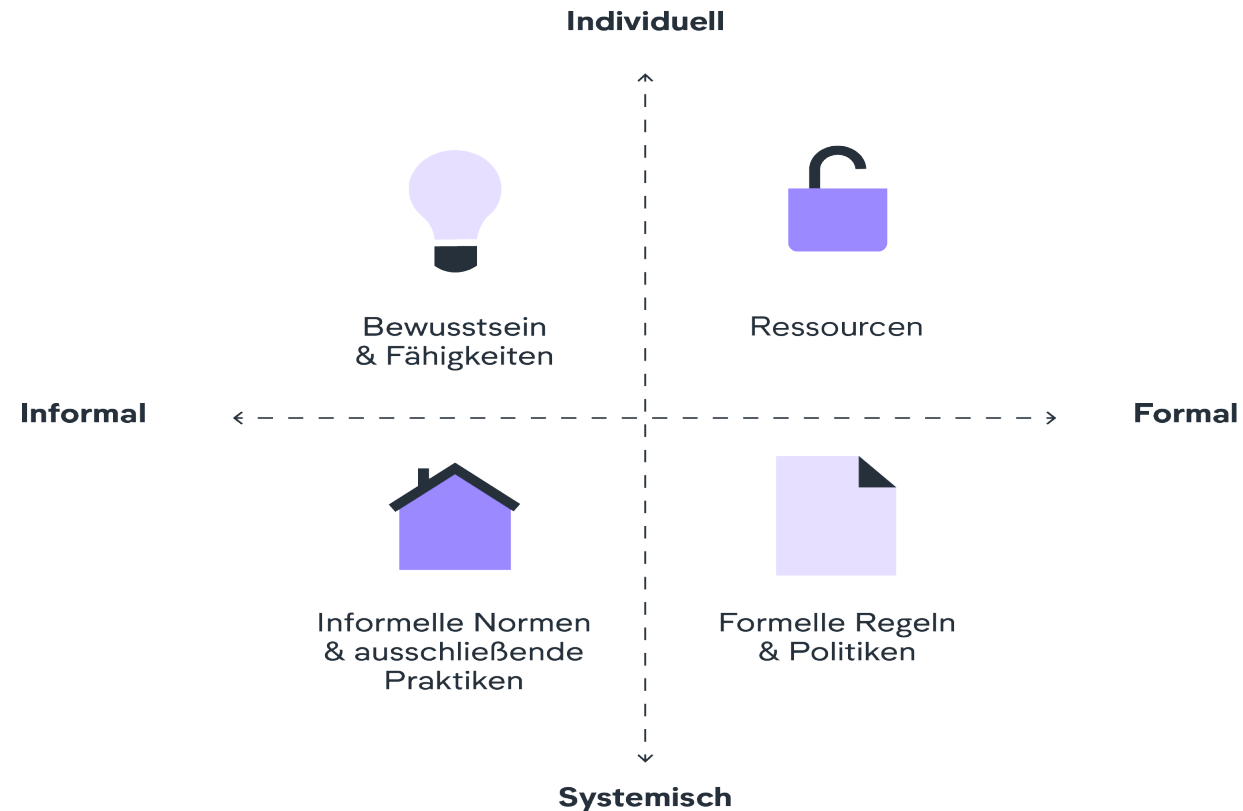 Individuell
Bewusstsein
& Fähigkeiten
Ressourcen
Informal
Formal
Informelle Normen
& ausschließende
Praktiken
Formelle Regeln
& Politiken
Systemisch